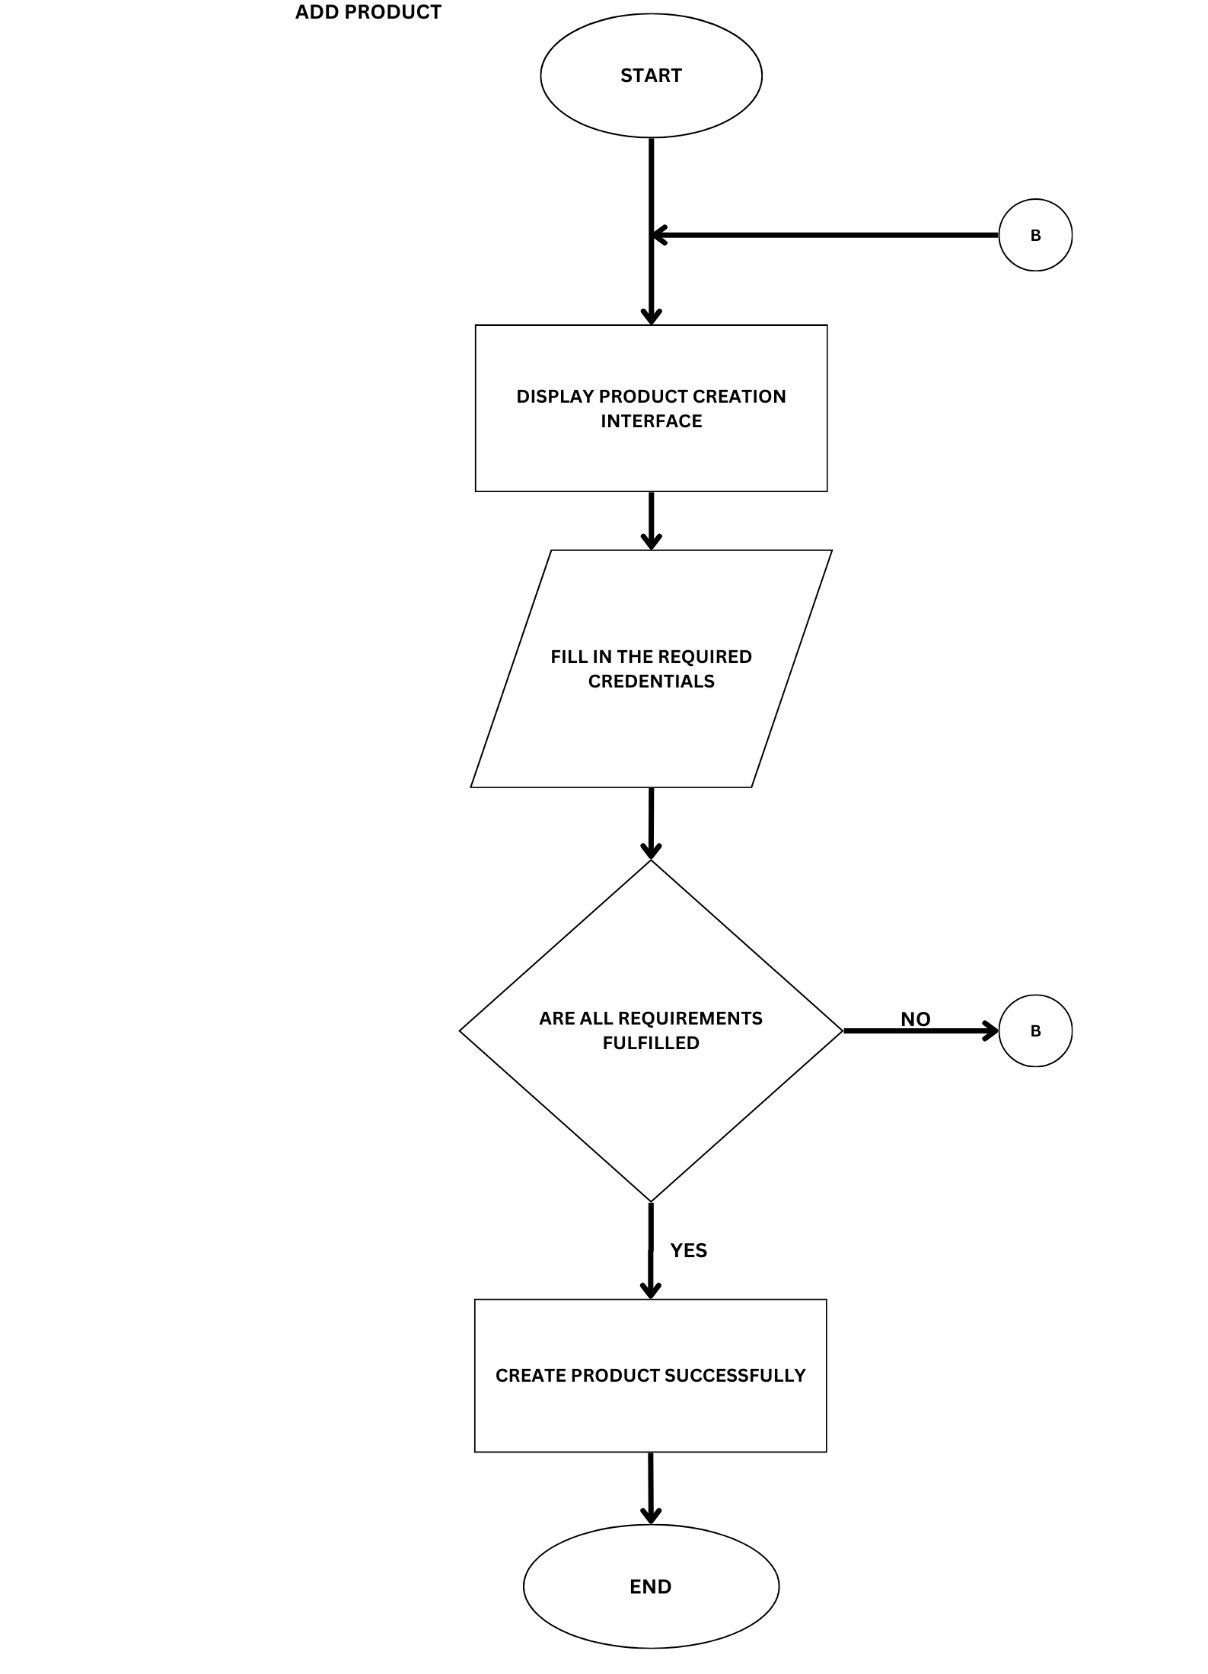 ADD PRODUCT
START
B
DISPLAY PRODUCT CREATION
INTERFACE
FILL IN THE REQUIRED
CREDENTIALS
ARE ALL REQUIREMENTS
FULFILLED
NO
B
YES
CREATE PRODUCT SUCCESSFULLY
END